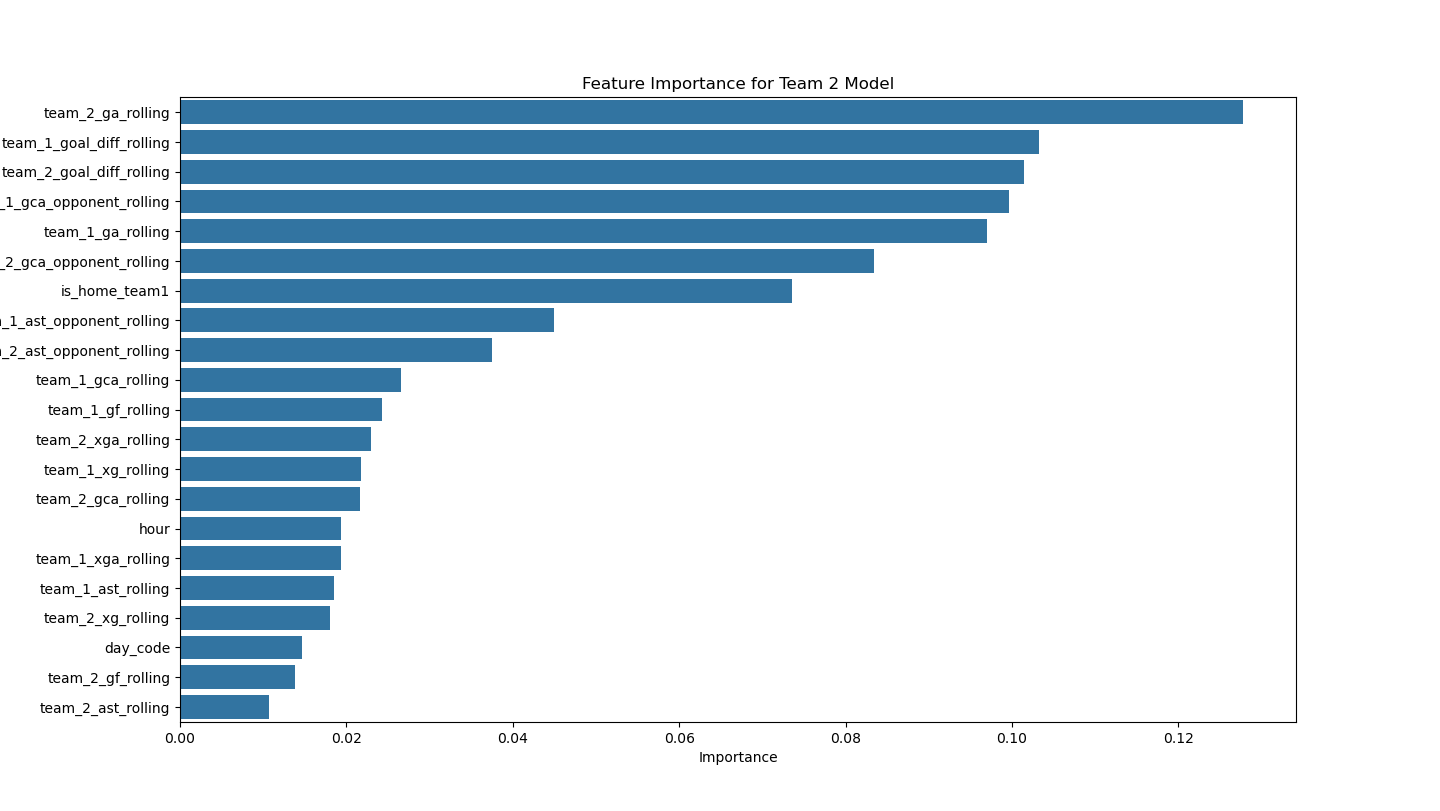 Feature Importance for Team 2 Model
team_2_ga_rolling
team_1_goal_diff_rolling
team_2_goal_diff_rolling
_1_gca_opponent_rolling
team_1_ga_rolling
_2_gca_opponent_rolling
is_home_team1
_1_ast_opponent_rolling
_2_ast_opponent_rolling
team_1_gca_rolling
team_1_gf_rolling
team_2_xga_rolling
team_1_xg_rolling
team_2_gca_rolling
hour
team_1_xga_rolling
team_1_ast_rolling
team_2_xg_rolling
day_code
team_2_gf_rolling
team_2_ast_rolling
0.00 0.02 0.04 0.06 0.08 0.10 0.12
Importance